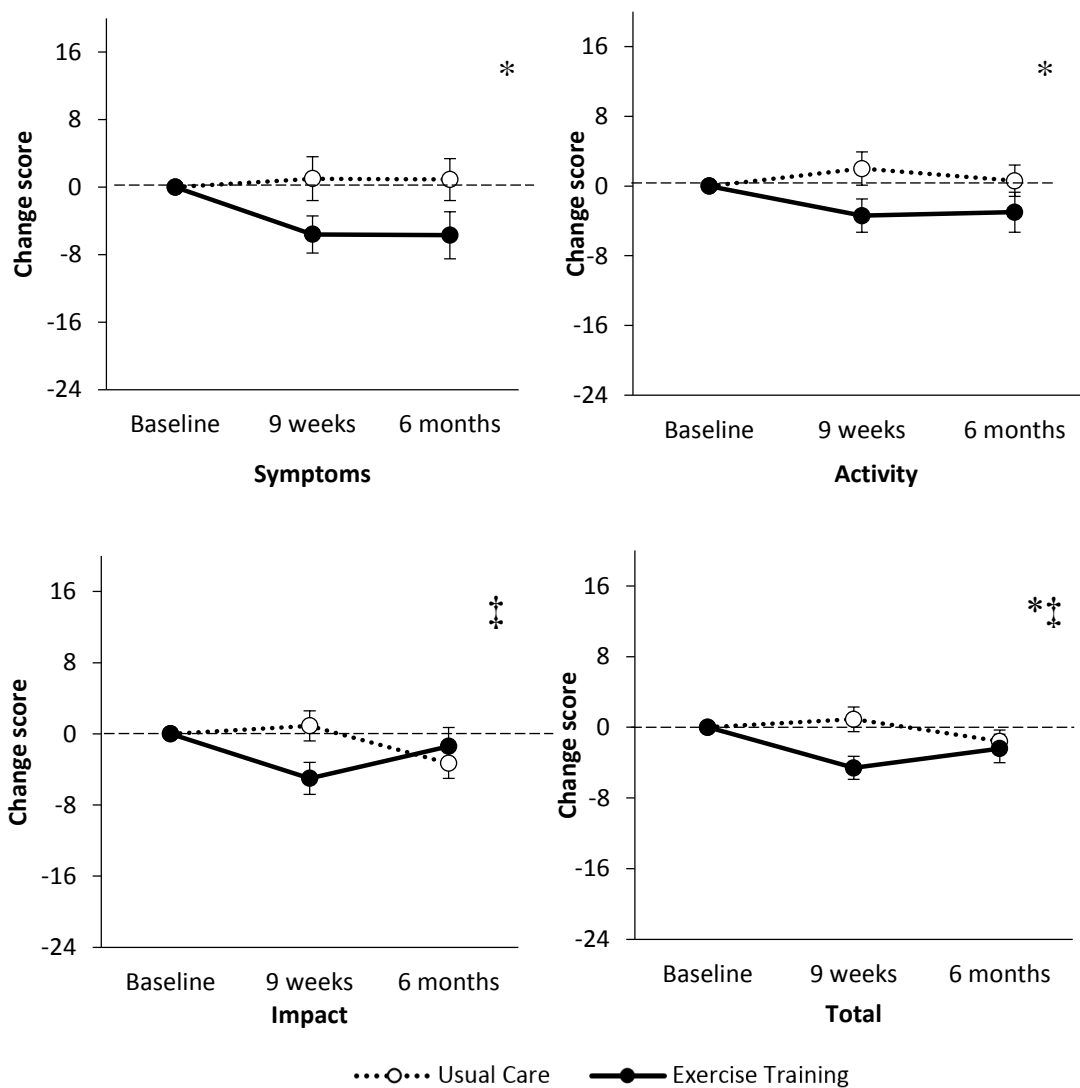 16
8
0
-8
-16
-24
Change score
*
Baseline 9 weeks 6 months
Symptoms
16
8
0
-8
-16
-24
Change score
*
Baseline 9 weeks 6 months
Activity
16
8
0
-8
-16
-24
Change score
‡
Baseline 9 weeks 6 months
Impact
16
8
0
-8
-16
-24
Change score
*‡
Baseline 9 weeks 6 months
Total
Usual Care Exercise Training